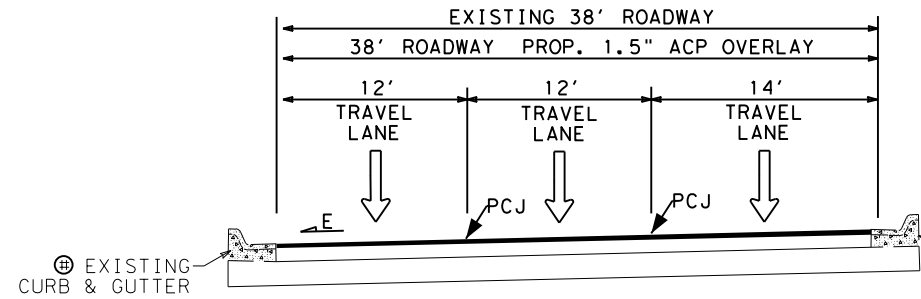 EXISTING 38' ROADWAY
38' ROADWAY PROP. 1.5" ACP OVERLAY
12'
TRAVEL
LANE
12'
TRAVEL
LANE
14'
TRAVEL
LANE
PCJ
PCJ
E
⌗ EXISTING
CURB & GUTTER